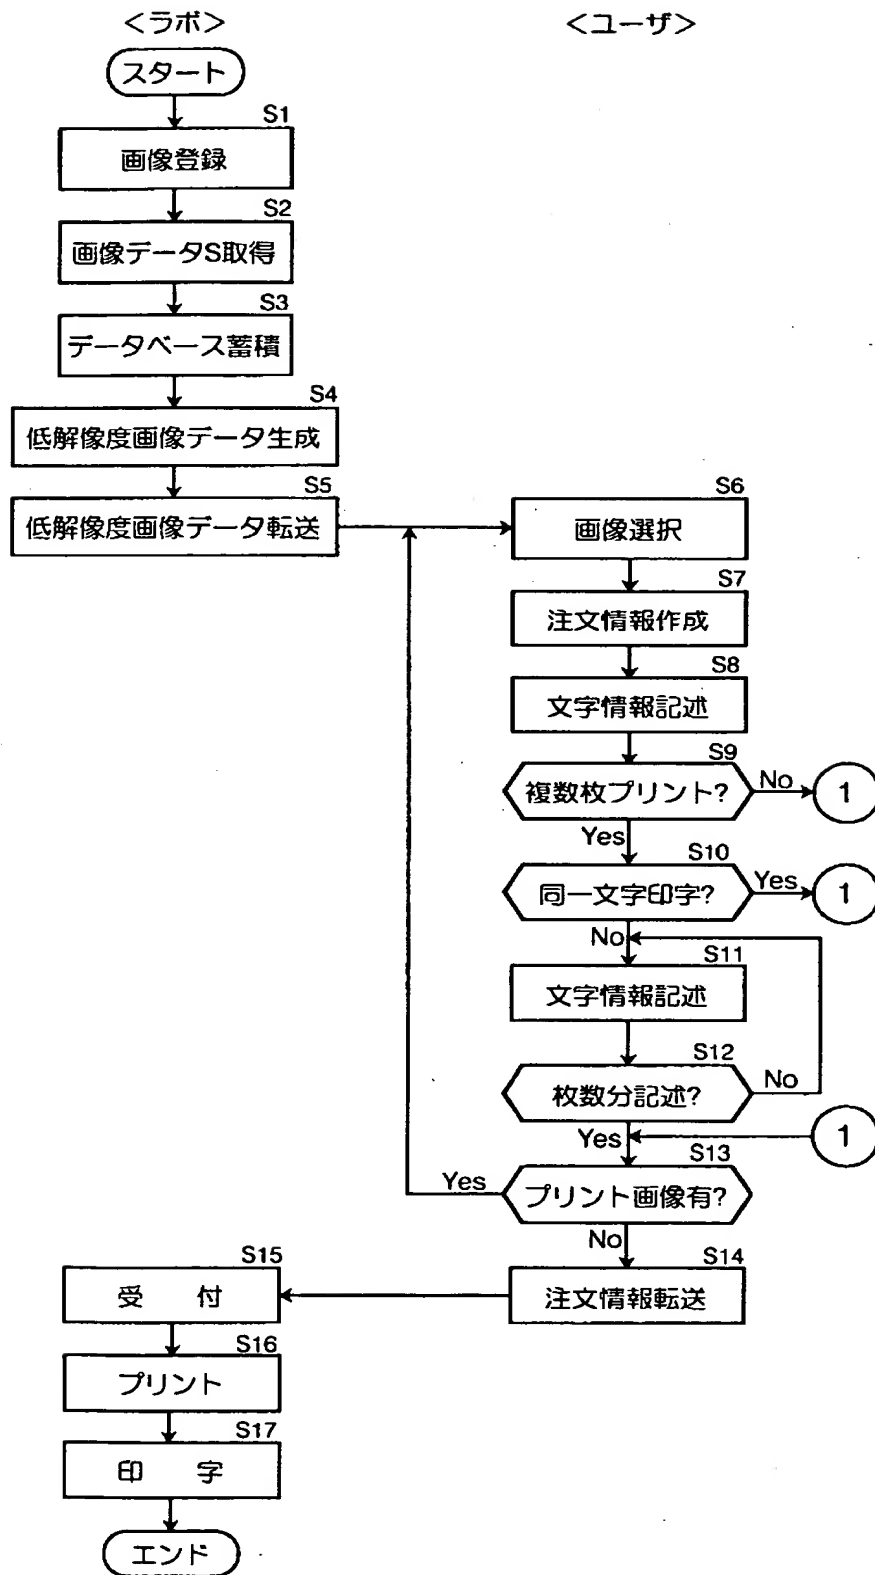 <ラボ>
<ユーザ>
スタート
S1
画像登録
S2
画像データS取得
S3
データベース蓄積
S4
低解像度画像データ生成
S5
低解像度画像データ転送
S6
画像選択
S7
注文情報作成
S8
文字情報記述
S9
複数枚プリント?
No
1
Yes
S10
同一文字印字?
Yes
1
No
S11
文字情報記述
S12
枚数分記述?
No
Yes
1
S13
プリント画像有?
Yes
No
S14
注文情報転送
S15
受 付
S16
プリント
S17
印 字
エンド